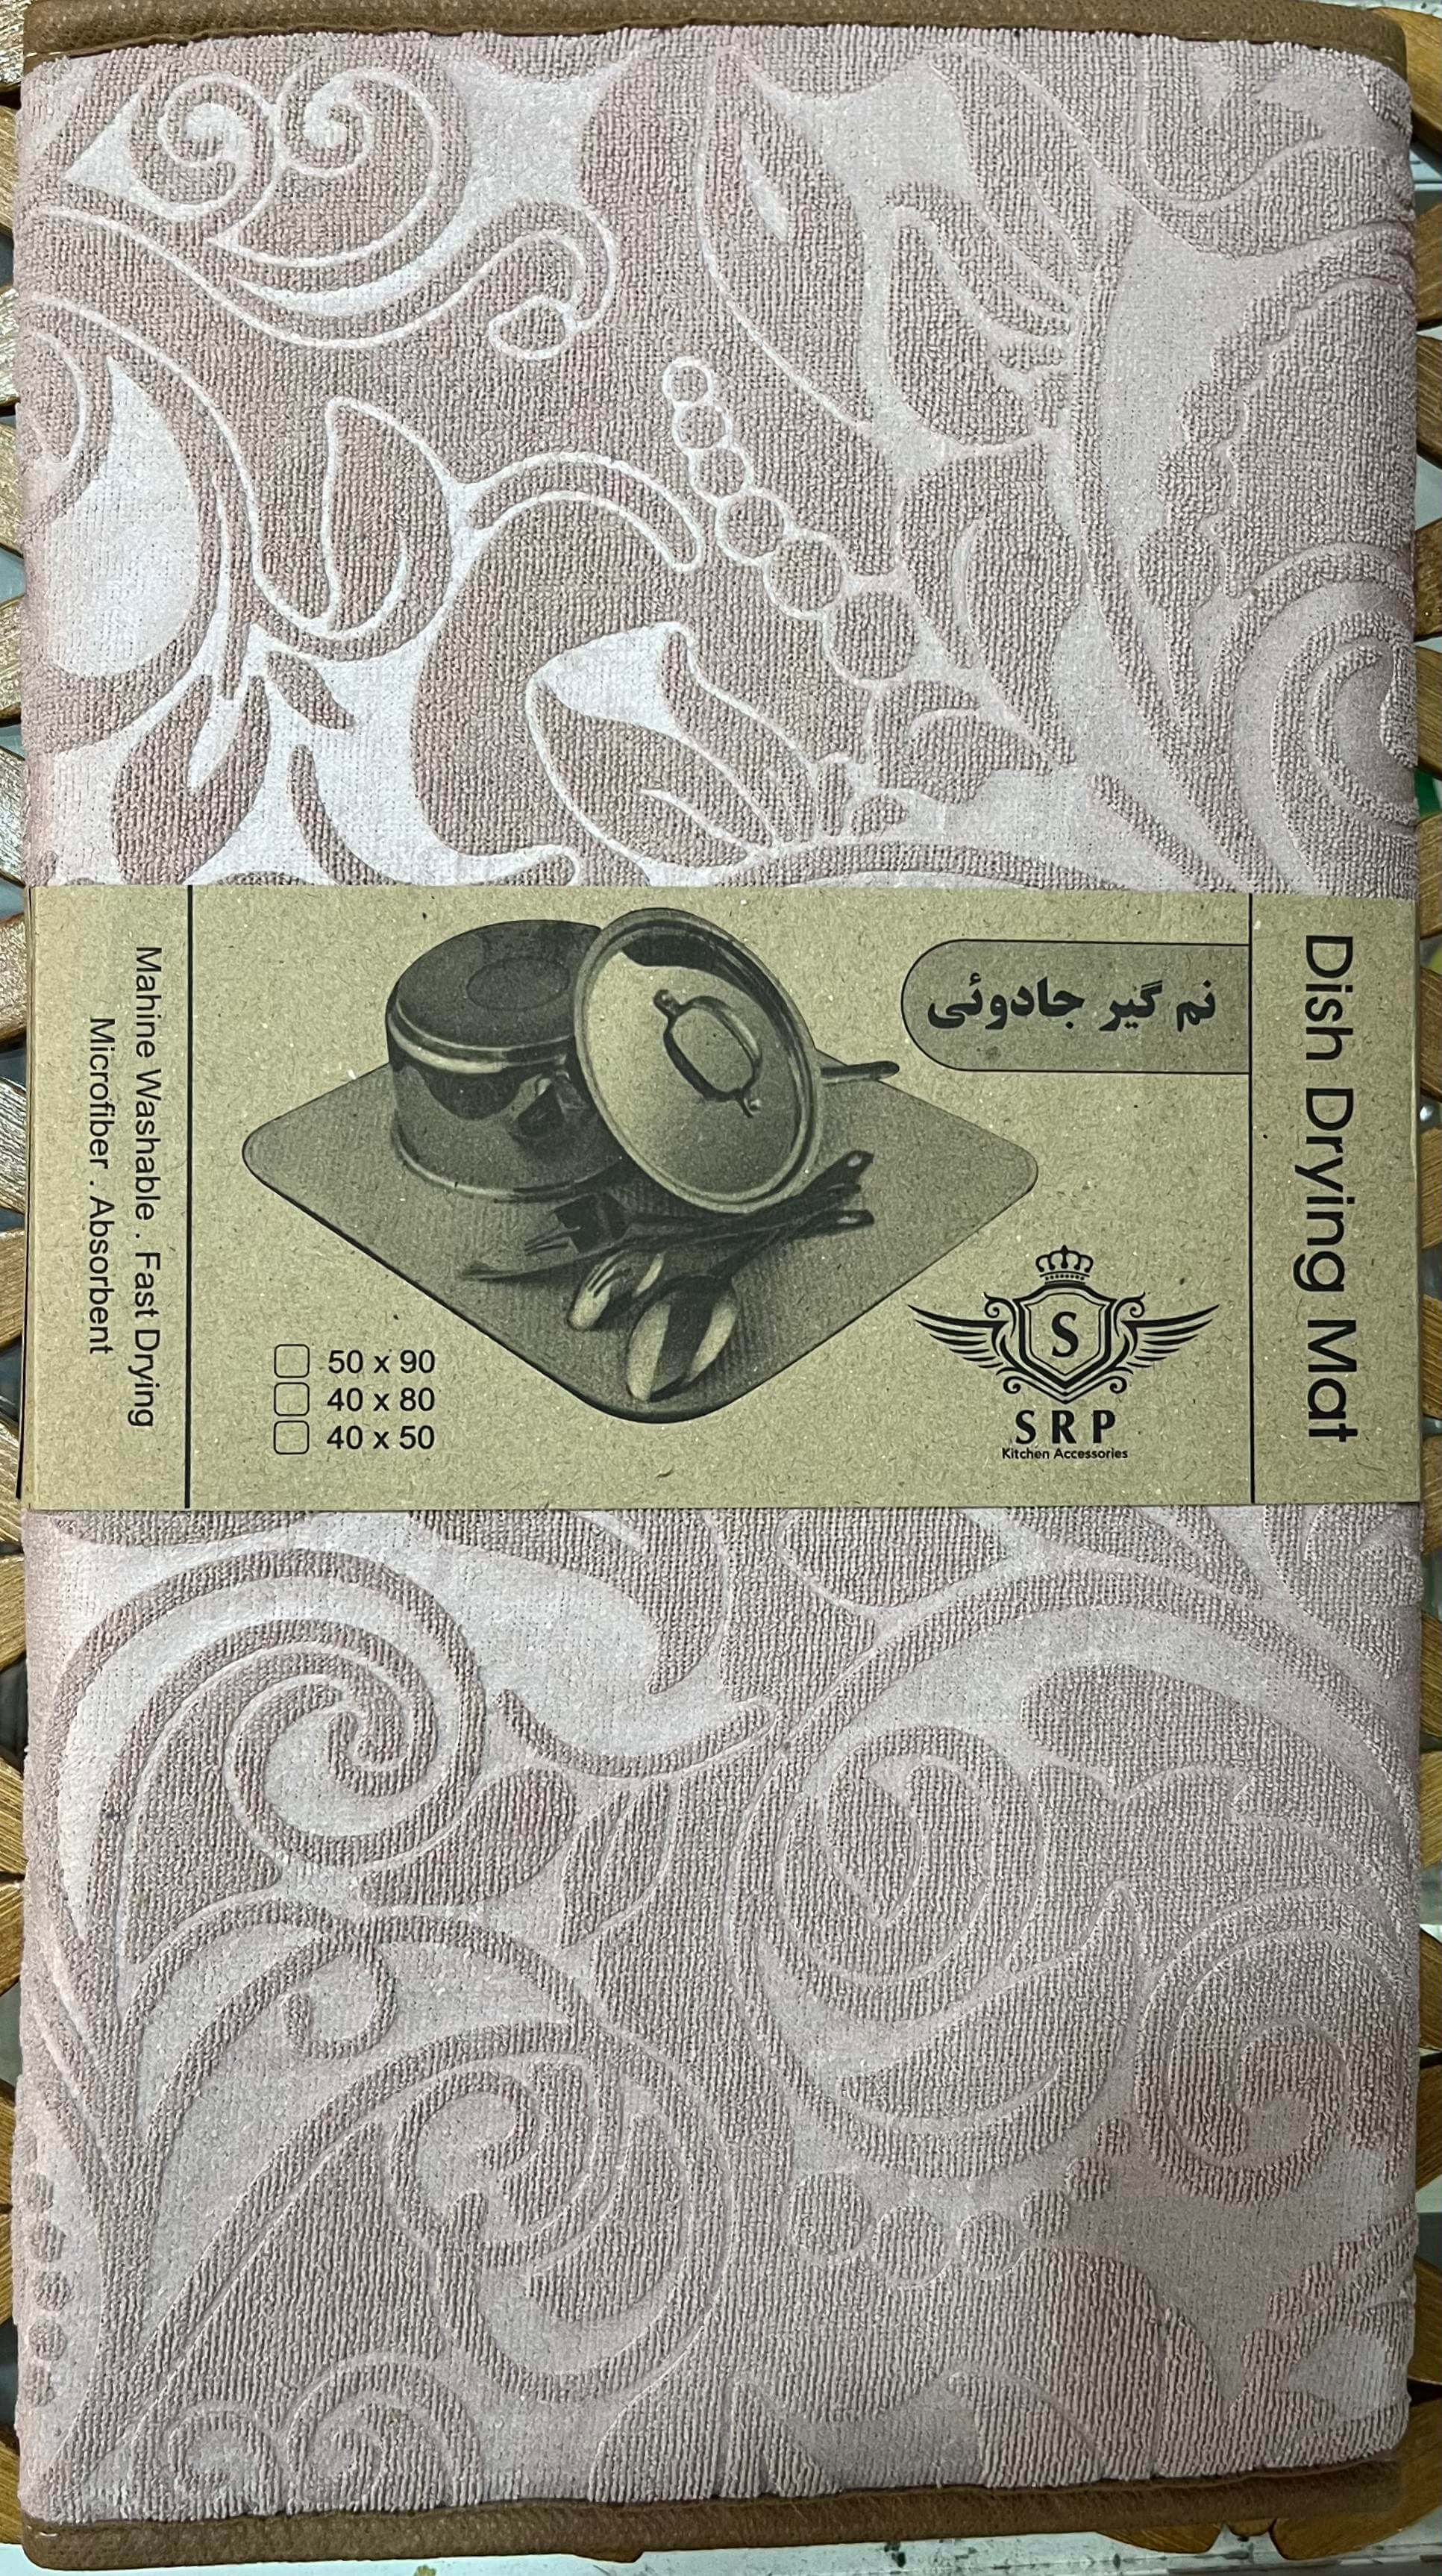 Dish Drying Mat
نم گیر جادوئی
S
S R P
Kitchen Accessories
50 x 90
40 x 80
40 x 50
Mahine Washable . Fast Drying
Microfiber . Absorbent